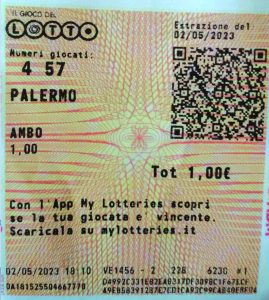 IL GIOCO DEL
LOTTO
Estrazione del
02/05/2023
Numeri giocati:
4 57
PALERMO
AMBO
1,00
Tot 1,00€
Con l'App My Lotteries scopri
se la tua giocata è vincente.
Scaricala su mylotteries.it
02/05/2023 18:10 VE1456 - 2 228 6230 #1